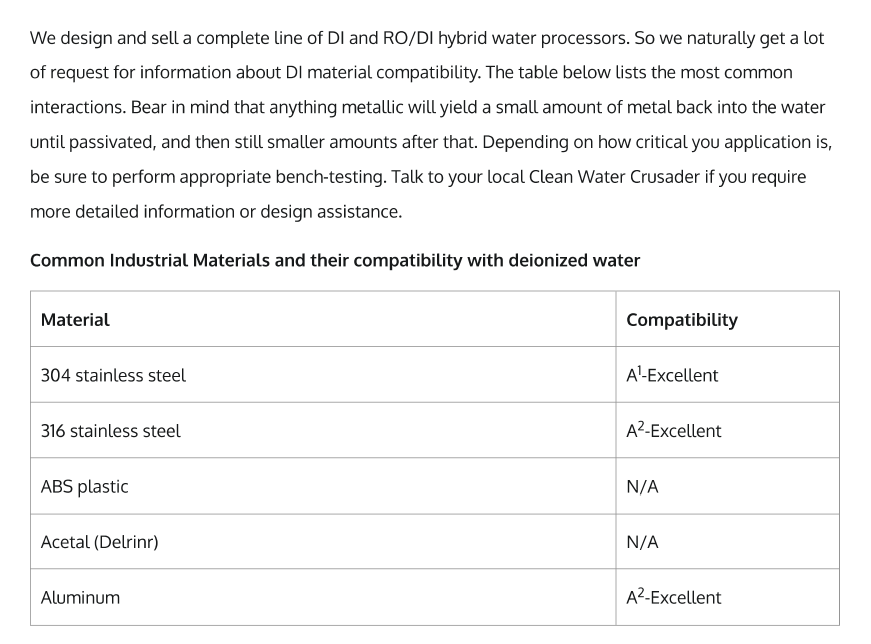 We design and sell a complete line of DI and RO/DI hybrid water processors. So we naturally get a lot
of request for information about DI material compatibility. The table below lists the most common
interactions. Bear in mind that anything metallic will yield a small amount of metal back into the water
until passivated, and then still smaller amounts after that. Depending on how critical you application is,
be sure to perform appropriate bench-testing. Talk to your local Clean Water Crusader if you require
more detailed information or design assistance.
Common Industrial Materials and their compatibility with deionized water
Material Compatibility
304 stainless steel A¹-Excellent
316 stainless steel A²-Excellent
ABS plastic N/A
Acetal (Delrinr) N/A
Aluminum A²-Excellent